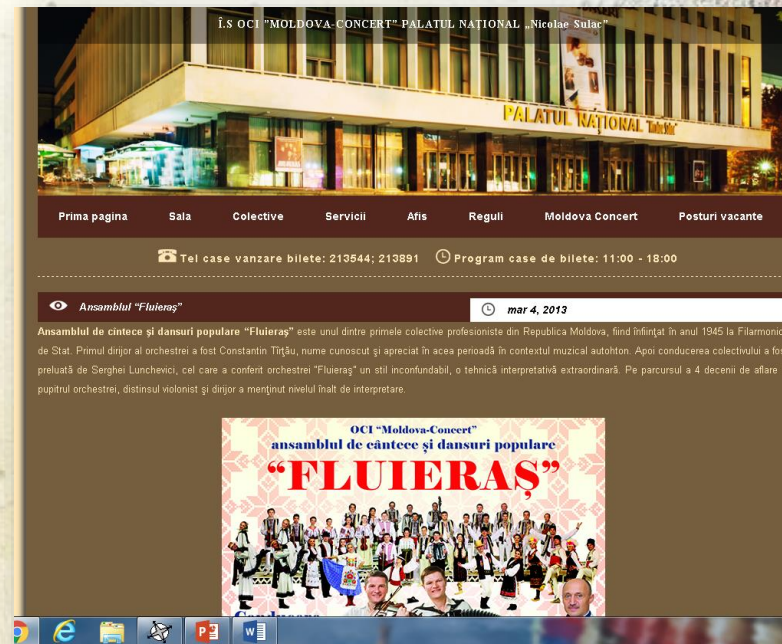 Î.S OCI ”MOLDOVA-CONCERT” PALATUL NAȚIONAL „Nicolae Sulac”
PALATUL NAȚIONAL
Prima pagina Sala Colective Servicii Afis Reguli Moldova Concert Posturi vacante
Tel case vanzare bilete: 213544; 213891 Program case de bilete: 11:00 - 18:00
Ansamblul “Fluieraş” mar 4, 2013
Ansamblul de cîntece şi dansuri populare “Fluieraş” este unul dintre primele colective profesioniste din Republica Moldova, fiind înfiinţat în anul 1945 la Filarmonic
de Stat. Primul dirijor al orchestrei a fost Constantin Tîrţău, nume cunoscut şi apreciat în acea perioadă în contextul muzical autohton. Apoi conducerea colectivului a fos
preluată de Serghei Lunchevici, cel care a conferit orchestrei "Fluieraş" un stil inconfundabil, o tehnică interpretativă extraordinară. Pe parcursul a 4 decenii de aflare
pupitrul orchestrei, distinsul violonist şi dirijor a menţinut nivelul înalt de interpretare.
OCI “Moldova-Concert”
ansamblul de cântece și dansuri populare
“FLUIERAȘ”